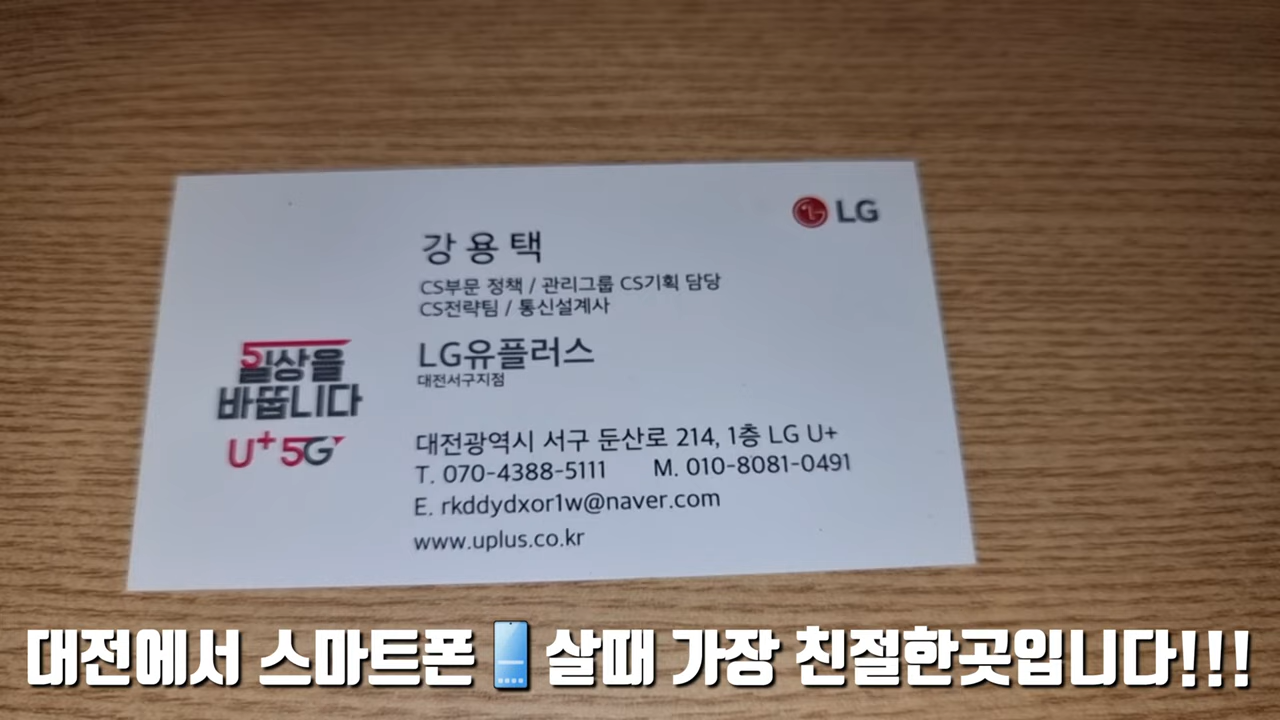 LG
강용택
CS부문 정책 / 관리그룹 CS기획 담당
CS전략팀 / 통신설계사
LG유플러스
대전서구지점
일상을
바꿉니다
U+5G
대전광역시 서구 둔산로 214, 1층 LG U+
T. 070-4388-5111 M. 010-8081-0491
E. rkddydxor1w@naver.com
www.uplus.co.kr
대전에서 스마트폰 살때 가장 친절한곳입니다!!!